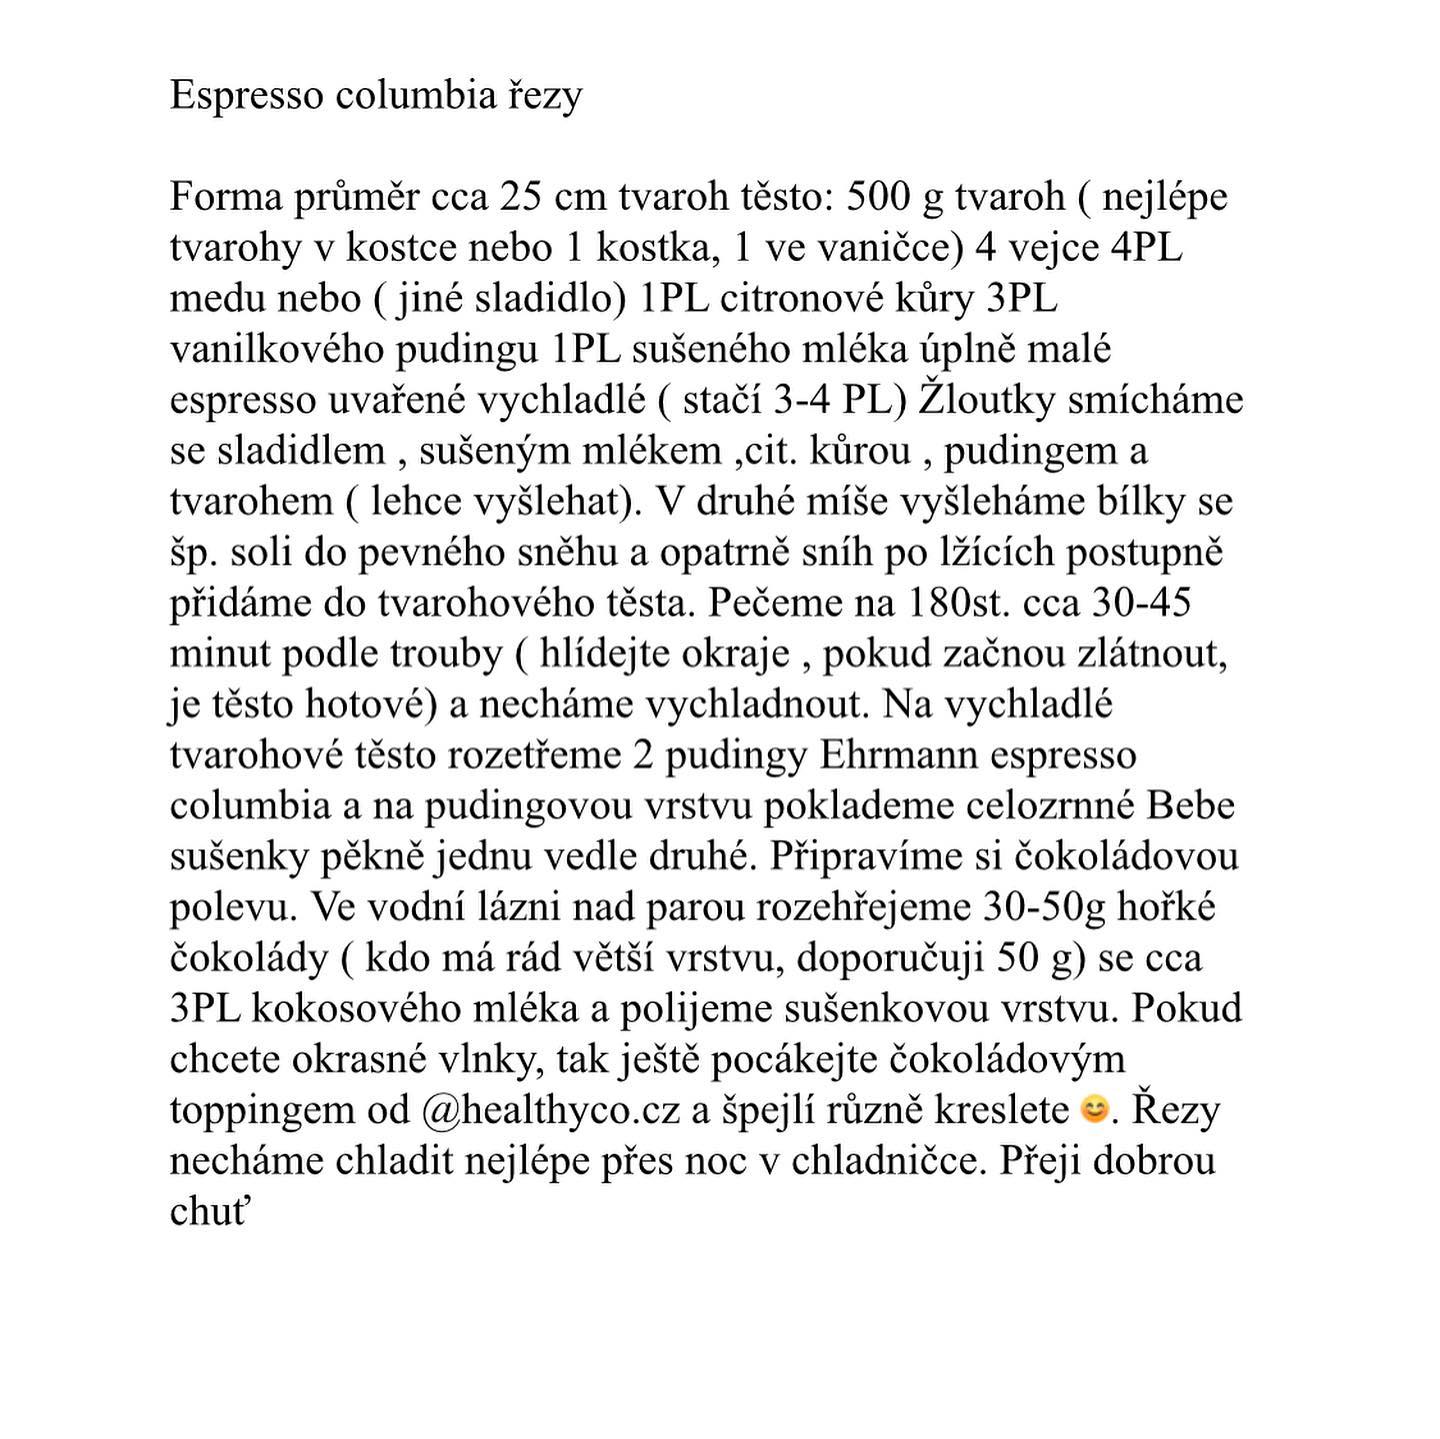 Espresso columbia řezy
Forma průměr cca 25 cm tvaroh těsto: 500 g tvaroh ( nejlépe
tvarohy v kostce nebo 1 kostka, 1 ve vaničce) 4 vejce 4PL
medu nebo ( jiné sladidlo) 1PL citronové kůry 3PL
vanilkového pudingu 1PL sušeného mléka úplně malé
espresso uvařené vychladlé ( stačí 3-4 PL) Žloutky smícháme
se sladidlem , sušeným mlékem ,cit. kůrou , pudingem a
tvarohem ( lehce vyšlehat). V druhé míše vyšleháme bílky se
šp. soli do pevného sněhu a opatrně sníh po lžících postupně
přidáme do tvarohového těsta. Pečeme na 180st. cca 30-45
minut podle trouby ( hlídejte okraje , pokud začnou zlátnout,
je těsto hotové) a necháme vychladnout. Na vychladlé
tvarohové těsto rozetřeme 2 pudingy Ehrmann espresso
columbia a na pudingovou vrstvu poklademe celozrnné Bebe
sušenky pěkně jednu vedle druhé. Připravíme si čokoládovou
polevu. Ve vodní lázni nad parou rozehřejeme 30-50g hořké
čokolády ( kdo má rád větší vrstvu, doporučuji 50 g) se cca
3PL kokosového mléka a polijeme sušenkovou vrstvu. Pokud
chcete okrasné vlnky, tak ještě pocákejte čokoládovým
toppingem od @healthyco.cz a špejlí různě kreslete 😊. Řezy
necháme chladit nejlépe přes noc v chladničce. Přeji dobrou
chuť